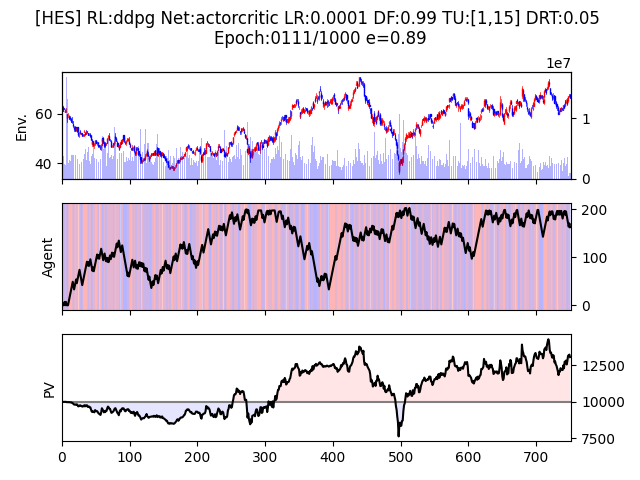 [HES] RL:ddpg Net:actorcritic LR:0.0001 DF:0.99 TU:[1,15] DRT:0.05
Epoch:0111/1000 e=0.89
1e7
Env.
60
40
1
0
Agent
200
100
0
PV
12500
10000
7500
0 100 200 300 400 500 600 700